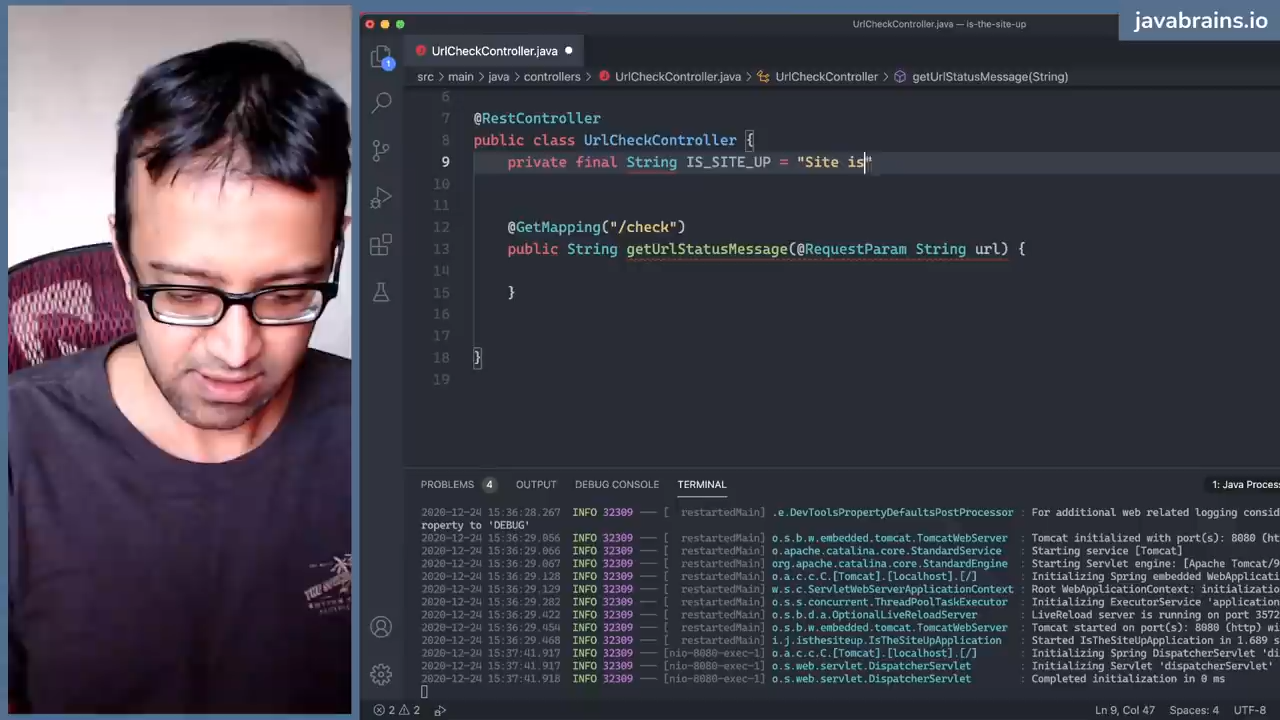 javabrains.io
UrlCheckController.java — is-the-site-up
UrlCheckController.java
1
src > main > java > controllers > UrlCheckController.java > UrlCheckController > getUrlStatusMessage(String)
6
7 @RestController
8 public class UrlCheckController {
9 private final String IS_SITE_UP = "Site is"
10
11
12 @GetMapping("/check")
13 public String getUrlStatusMessage(@RequestParam String url) {
14
15 }
16
17
18 }
19
PROBLEMS 4 OUTPUT DEBUG CONSOLE TERMINAL 1: Java Proces
2020-12-24 15:36:28.267 INFO 32309 --- [ restartedMain] .e.DevToolsPropertyDefaultsPostProcessor : For additional web related logging consid
roperty to 'DEBUG'
2020-12-24 15:36:29.056 INFO 32309 --- [ restartedMain] o.s.b.w.embedded.tomcat.TomcatWebServer : Tomcat initialized with port(s): 8080 (ht
2020-12-24 15:36:29.066 INFO 32309 --- [ restartedMain] o.apache.catalina.core.StandardService : Starting service [Tomcat]
2020-12-24 15:36:29.067 INFO 32309 --- [ restartedMain] org.apache.catalina.core.StandardEngine : Starting Servlet engine: [Apache Tomcat/9
2020-12-24 15:36:29.128 INFO 32309 --- [ restartedMain] o.a.c.c.C.[Tomcat].[localhost].[/] : Initializing Spring embedded WebApplicatio
2020-12-24 15:36:29.129 INFO 32309 --- [ restartedMain] w.s.c.ServletWebServerApplicationContext : Root WebApplicationContext: initializatio
2020-12-24 15:36:29.282 INFO 32309 --- [ restartedMain] o.s.s.concurrent.ThreadPoolTaskExecutor : Initializing ExecutorService 'application
2020-12-24 15:36:29.422 INFO 32309 --- [ restartedMain] o.s.b.d.a.OptionalLiveReloadServer : LiveReload server is running on port 3572
2020-12-24 15:36:29.454 INFO 32309 --- [ restartedMain] o.s.b.w.embedded.tomcat.TomcatWebServer : Tomcat started on port(s): 8080 (http) wi
2020-12-24 15:36:29.468 INFO 32309 --- [ restartedMain] i.j.isthesiteup.IsTheSiteUpApplication : Started IsTheSiteUpApplication in 1.689 s
2020-12-24 15:37:41.917 INFO 32309 --- [nio-8080-exec-1] o.a.c.c.C.[Tomcat].[localhost].[/] : Initializing Spring DispatcherServlet 'di
2020-12-24 15:37:41.917 INFO 32309 --- [nio-8080-exec-1] o.s.web.servlet.DispatcherServlet : Initializing Servlet 'dispatcherServlet'
2020-12-24 15:37:41.918 INFO 32309 --- [nio-8080-exec-1] o.s.web.servlet.DispatcherServlet : Completed initialization in 0 ms
2 2 Ln 9, Col 47 Spaces: 4 UTF-8